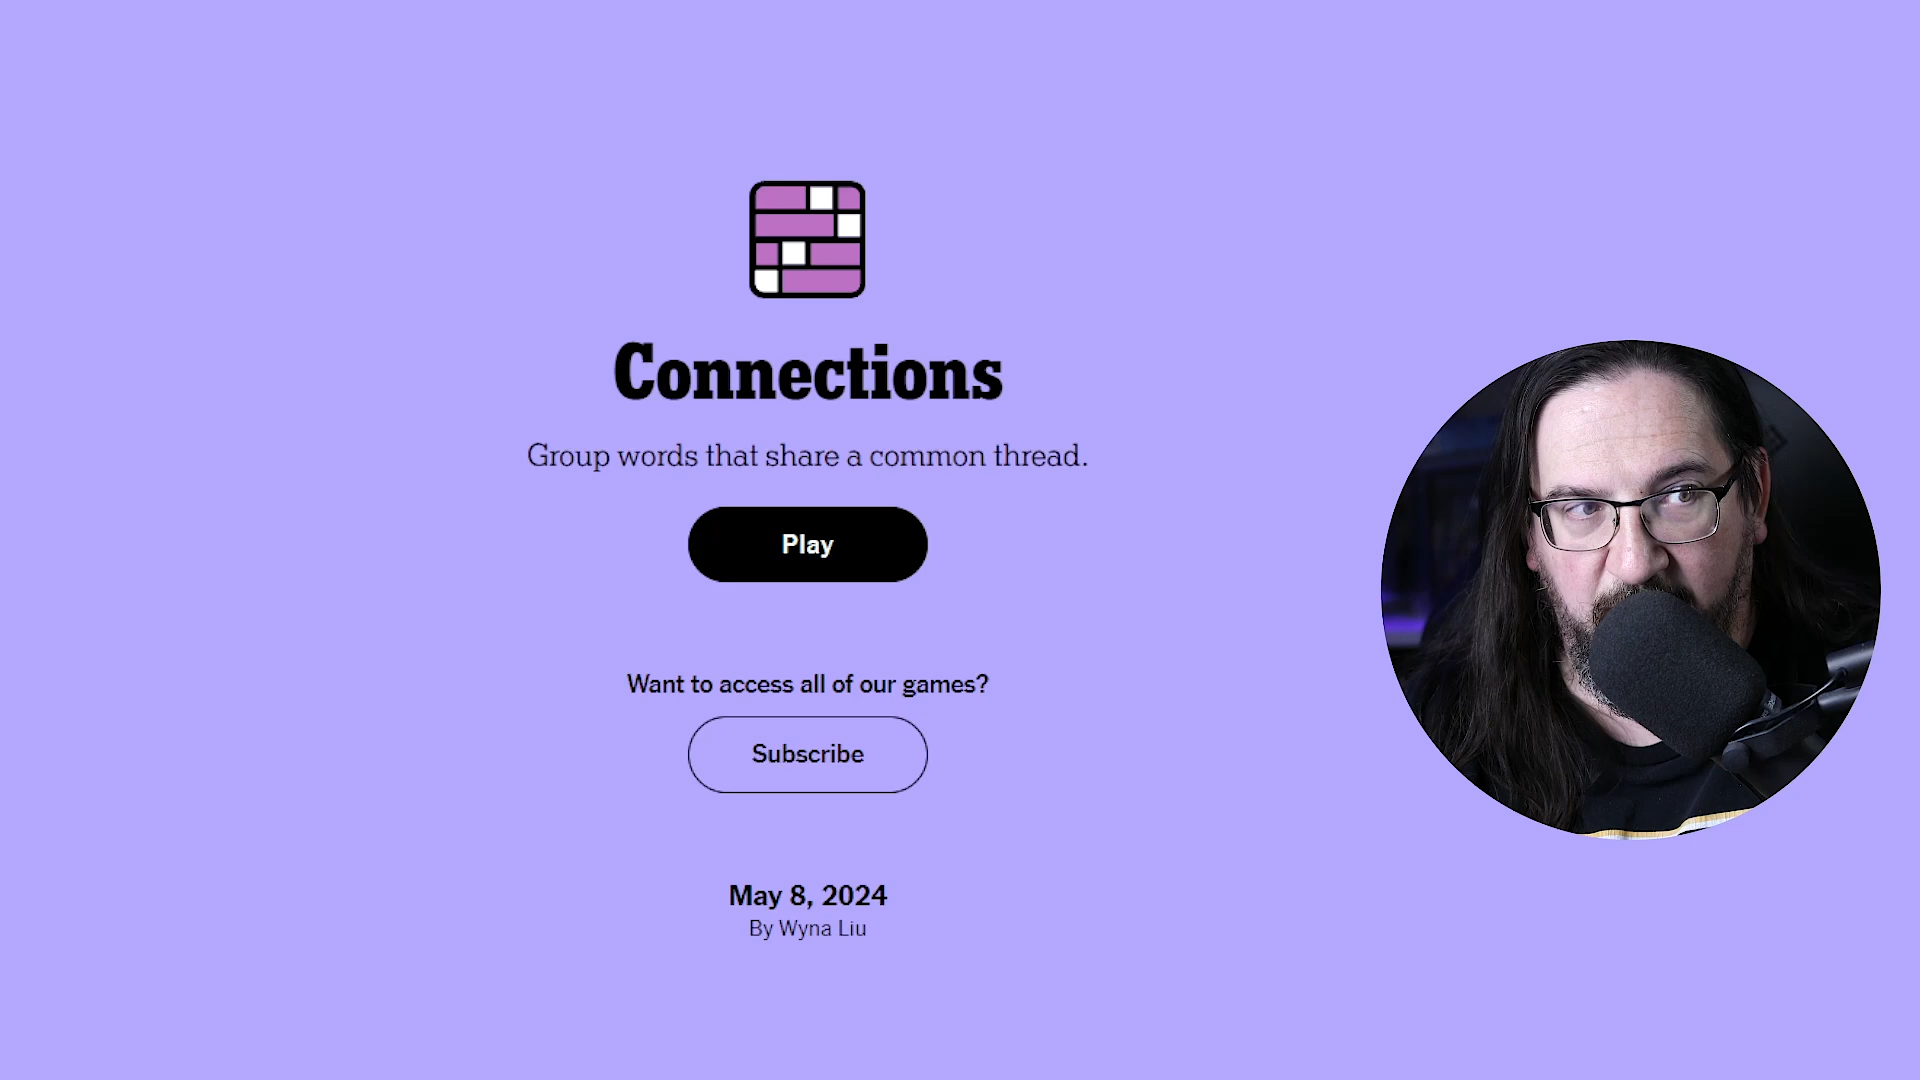 Connections
Group words that share a common thread.
Play
Want to access all of our games?
Subscribe
May 8, 2024
By Wyna Liu